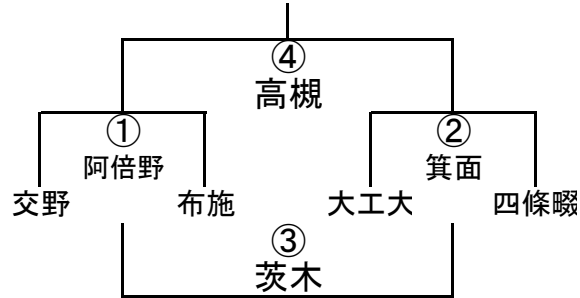 ④
高槻
① ②
阿倍野 箕面
交野 布施 大工大 四條畷
③
茨木